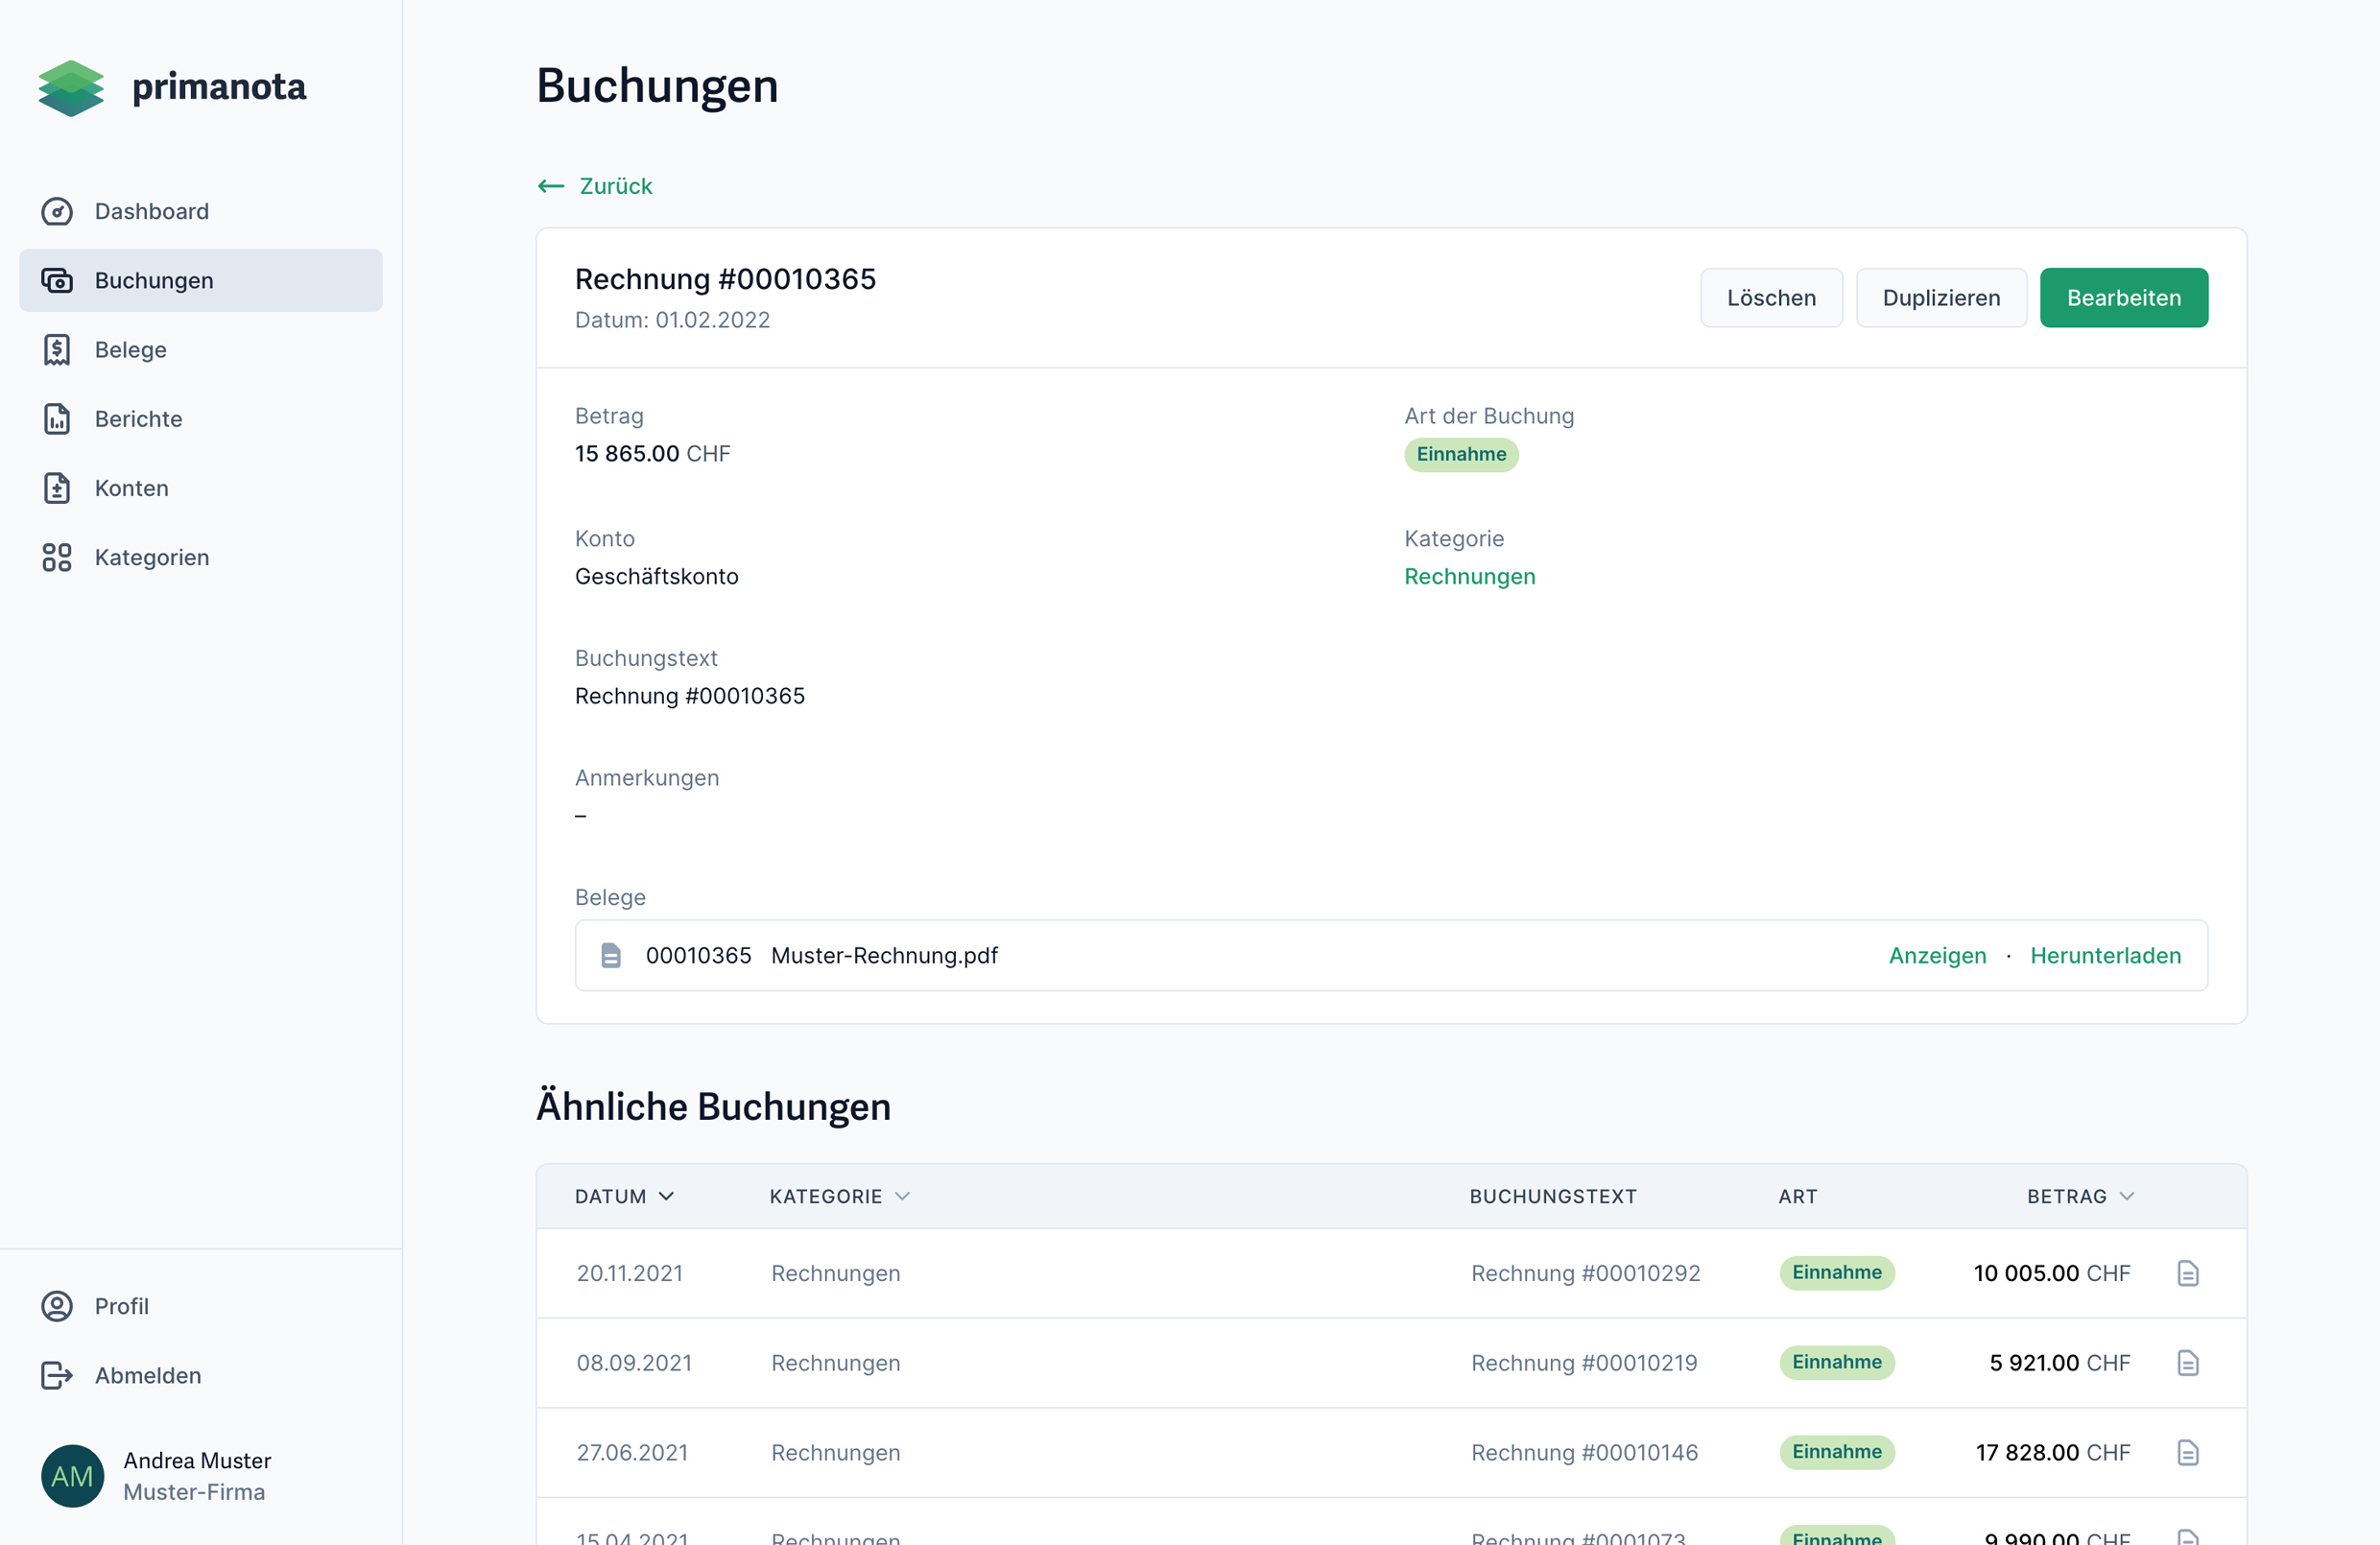 primanota
Dashboard
Buchungen
Belege
Berichte
Konten
Kategorien
Profil
Abmelden
AM
Andrea Muster
Muster-Firma
Buchungen
← Zurück
Rechnung #00010365
Datum: 01.02.2022
Löschen
Duplizieren
Bearbeiten
Betrag
15 865.00 CHF
Art der Buchung
Einnahme
Konto
Geschäftskonto
Kategorie
Rechnungen
Buchungstext
Rechnung #00010365
Anmerkungen
–
Belege
00010365 Muster-Rechnung.pdf Anzeigen · Herunterladen
Ähnliche Buchungen
DATUM KATEGORIE BUCHUNGSTEXT ART BETRAG
20.11.2021 Rechnungen Rechnung #00010292 Einnahme 10 005.00 CHF
08.09.2021 Rechnungen Rechnung #00010219 Einnahme 5 921.00 CHF
27.06.2021 Rechnungen Rechnung #00010146 Einnahme 17 828.00 CHF
15.04.2021 Rechnungen Rechnung #0001073 Einnahme 9 990.00 CHF